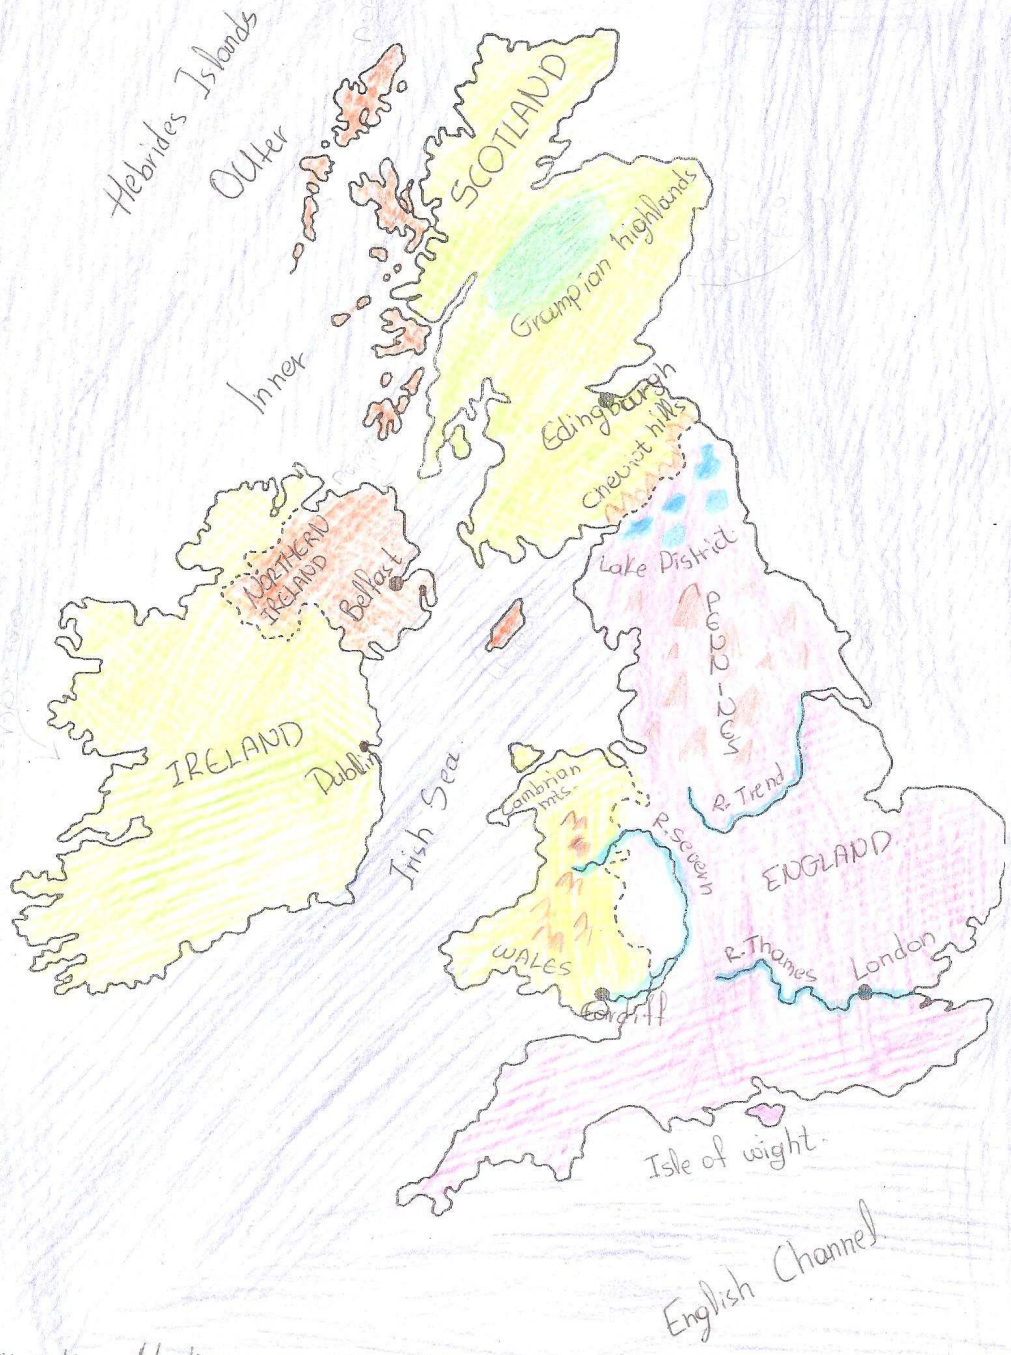 Hebrides Islands
OUter
Inner
SCOTLAND
Grampian highlands
Edingbourgh
Cheviot hills
Lake District
NORTHERN
IRELAND
Belfast
Pennines
IRELAND
Dublin
Irish Sea
Cambrian
mts.
R. Trend
R. Severn
ENGLAND
WALES
R. Thames
London
Cardiff
Isle of wight.
English Channel.